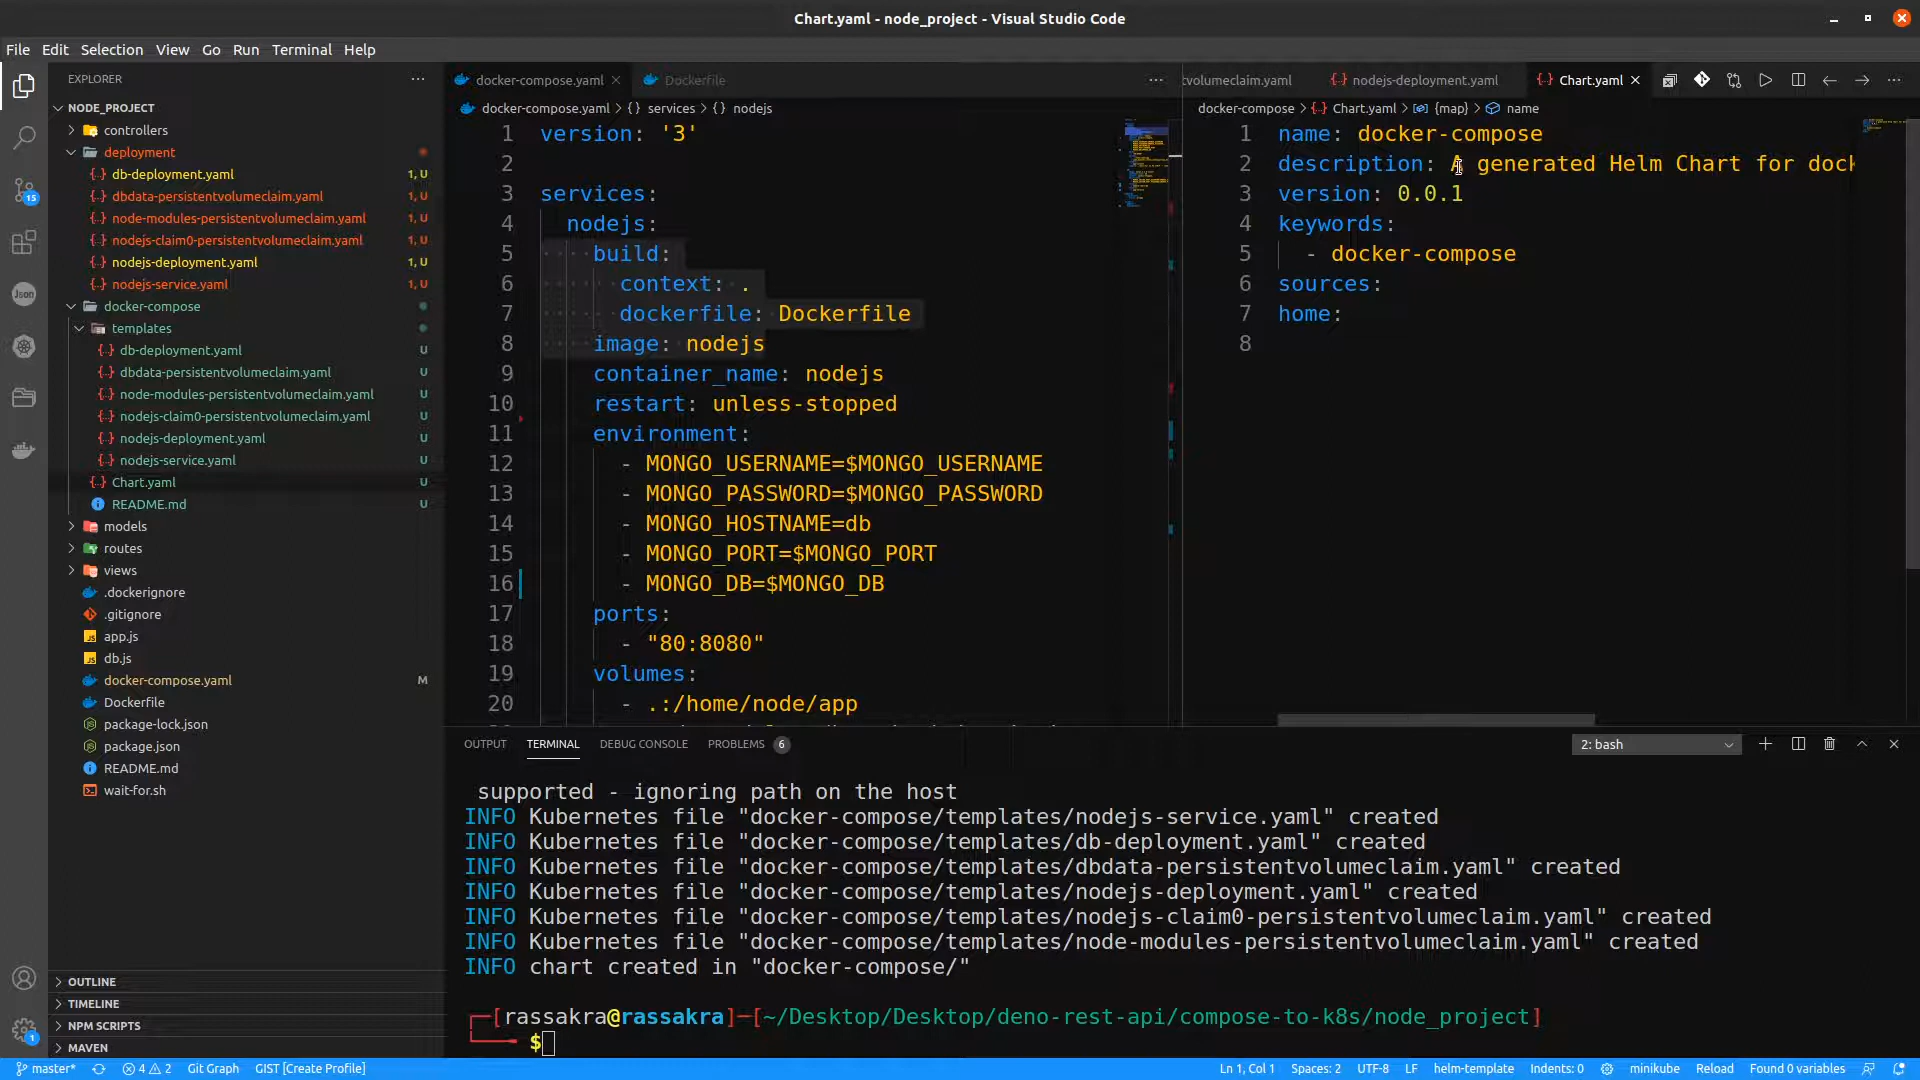 Chart.yaml - node_project - Visual Studio Code
File Edit Selection View Go Run Terminal Help
EXPLORER
NODE_PROJECT
controllers
deployment
db-deployment.yaml 1, U
dbdata-persistentvolumeclaim.yaml 1, U
node-modules-persistentvolumeclaim.yaml 1, U
nodejs-claim0-persistentvolumeclaim.yaml 1, U
nodejs-deployment.yaml 1, U
nodejs-service.yaml 1, U
docker-compose
templates
db-deployment.yaml U
dbdata-persistentvolumeclaim.yaml U
node-modules-persistentvolumeclaim.yaml U
nodejs-claim0-persistentvolumeclaim.yaml U
nodejs-deployment.yaml U
nodejs-service.yaml U
Chart.yaml U
README.md U
models
routes
views
.dockerignore
.gitignore
app.js
db.js
docker-compose.yaml M
Dockerfile
package-lock.json
package.json
README.md
wait-for.sh
OUTLINE
TIMELINE
NPM SCRIPTS
MAVEN
15
Json
1
docker-compose.yaml Dockerfile
docker-compose.yaml > {} services > {} nodejs
1 version: '3'
2
3 services:
4 nodejs:
5 build:
6 context: .
7 dockerfile: Dockerfile
8 image: nodejs
9 container_name: nodejs
10 restart: unless-stopped
11 environment:
12 - MONGO_USERNAME=$MONGO_USERNAME
13 - MONGO_PASSWORD=$MONGO_PASSWORD
14 - MONGO_HOSTNAME=db
15 - MONGO_PORT=$MONGO_PORT
16 - MONGO_DB=$MONGO_DB
17 ports:
18 - "80:8080"
19 volumes:
20 - .:/home/node/app
volumeclaim.yaml nodejs-deployment.yaml Chart.yaml
docker-compose > Chart.yaml > {map} > name
1 name: docker-compose
2 description: A generated Helm Chart for dock
3 version: 0.0.1
4 keywords:
5 - docker-compose
6 sources:
7 home:
8
OUTPUT TERMINAL DEBUG CONSOLE PROBLEMS 6
2: bash
supported - ignoring path on the host
INFO Kubernetes file "docker-compose/templates/nodejs-service.yaml" created
INFO Kubernetes file "docker-compose/templates/db-deployment.yaml" created
INFO Kubernetes file "docker-compose/templates/dbdata-persistentvolumeclaim.yaml" created
INFO Kubernetes file "docker-compose/templates/nodejs-deployment.yaml" created
INFO Kubernetes file "docker-compose/templates/nodejs-claim0-persistentvolumeclaim.yaml" created
INFO Kubernetes file "docker-compose/templates/node-modules-persistentvolumeclaim.yaml" created
INFO chart created in "docker-compose/"
[rassakra@rassakra]─[~/Desktop/Desktop/deno-rest-api/compose-to-k8s/node_project]
$
master* 4 2 Git Graph GIST [Create Profile] Ln 1, Col 1 Spaces: 2 UTF-8 LF helm-template Indents: 0 minikube Reload Found 0 variables